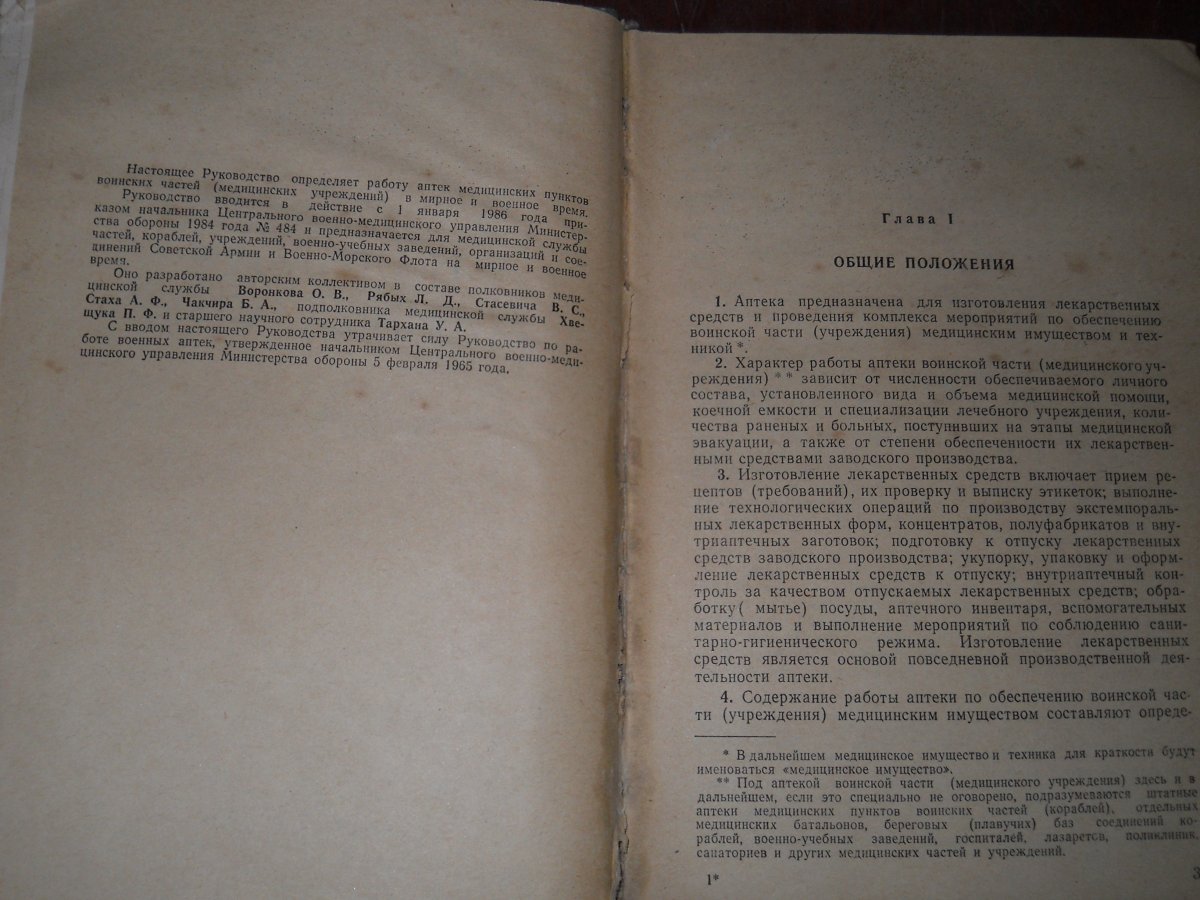 Настоящее Руководство определяет работу аптек медицинских пунктов
воинских частей (медицинских учреждений) в мирное и военное время.
Руководство вводится в действие с 1 января 1986 года при-
казом начальника Центрального военно-медицинского управления Министер-
ства обороны 1984 года № 484 и предназначается для медицинской службы
частей, кораблей, учреждений, военно-учебных заведений, организаций и сое-
динений Советской Армии и Военно-Морского Флота на мирное и военное
время.
Оно разработано авторским коллективом в составе полковников меди-
цинской службы Воронкова О. В., Рябых Л. Д., Стасевича В. С.,
Стаха А. Ф., Чакчира Б. А., подполковника медицинской службы Хве-
щука П. Ф. и старшего научного сотрудника Тархана У. А.
С вводом настоящего Руководства утрачивает силу Руководство по ра-
боте военных аптек, утвержденное начальником Центрального военно-меди-
цинского управления Министерства обороны 5 февраля 1965 года.
Глава I
ОБЩИЕ ПОЛОЖЕНИЯ
1. Аптека предназначена для изготовления лекарственных
средств и проведения комплекса мероприятий по обеспечению
воинской части (учреждения) медицинским имуществом и тех-
никой *.
2. Характер работы аптеки воинской части (медицинского уч-
реждения) ** зависит от численности обеспечиваемого личного
состава, установленного вида и объема медицинской помощи,
коечной емкости и специализации лечебного учреждения, коли-
чества раненых и больных, поступивших на этапы медицинской
эвакуации, а также от степени обеспеченности их лекарствен-
ными средствами заводского производства.
3. Изготовление лекарственных средств включает прием ре-
цептов (требований), их проверку и выписку этикеток; выполне-
ние технологических операций по производству экстемпораль-
ных лекарственных форм, концентратов, полуфабрикатов и вну-
триаптечных заготовок; подготовку к отпуску лекарственных
средств заводского производства; укупорку, упаковку и оформ-
ление лекарственных средств к отпуску; внутриаптечный кон-
троль за качеством отпускаемых лекарственных средств; обра-
ботку( мытье) посуды, аптечного инвентаря, вспомогательных
материалов и выполнение мероприятий по соблюдению сани-
тарно-гигиенического режима. Изготовление лекарственных
средств является основой повседневной производственной дея-
тельности аптеки.
4. Содержание работы аптеки по обеспечению воинской час-
ти (учреждения) медицинским имуществом составляют опреде-
* В дальнейшем медицинское имущество и техника для краткости будут
именоваться «медицинское имущество».
** Под аптекой воинской части (медицинского учреждения) здесь и в
дальнейшем, если это специально не оговорено, подразумеваются штатные
аптеки медицинских пунктов воинских частей (кораблей), отдельных
медицинских батальонов, береговых (плавучих) баз соединений ко-
раблей, военно-учебных заведений, госпиталей, лазаретов, поликлиник,
санаториев и других медицинских частей и учреждений.
1*
3